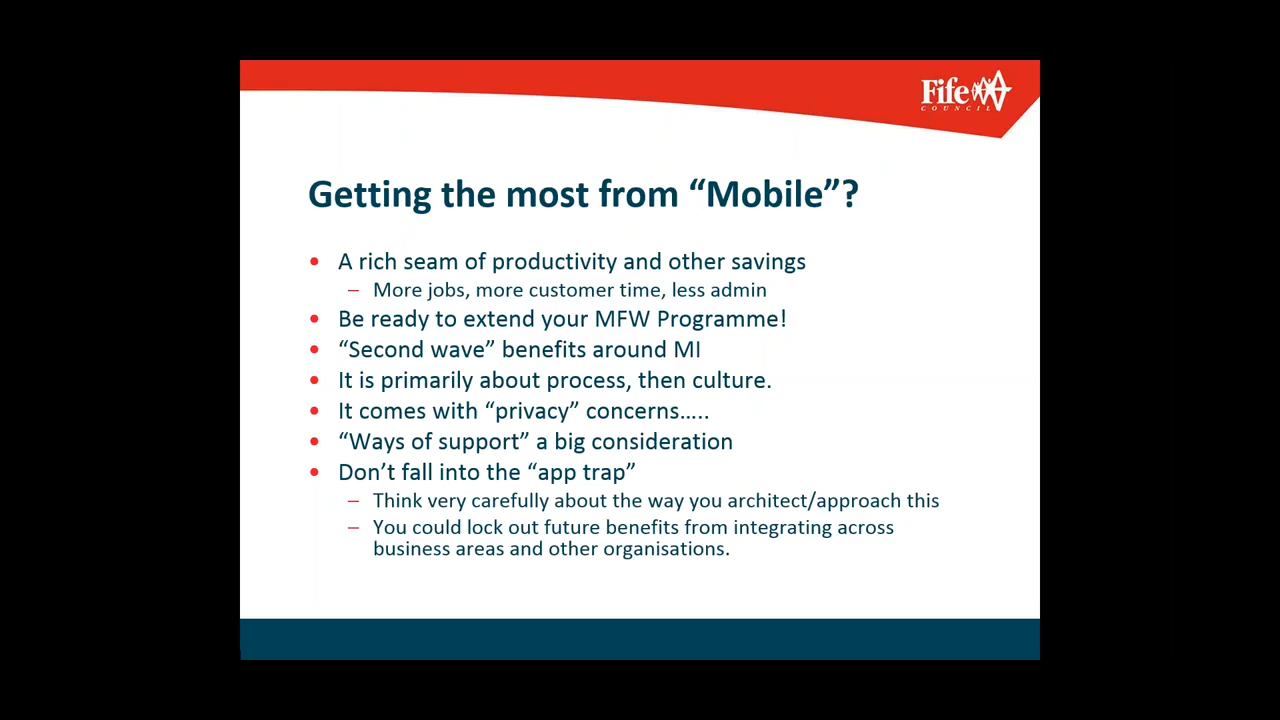 Fife
COUNCIL
Getting the most from “Mobile”?
• A rich seam of productivity and other savings
– More jobs, more customer time, less admin
• Be ready to extend your MFW Programme!
• “Second wave” benefits around MI
• It is primarily about process, then culture.
• It comes with “privacy” concerns…..
• “Ways of support” a big consideration
• Don’t fall into the “app trap”
– Think very carefully about the way you architect/approach this
– You could lock out future benefits from integrating across
business areas and other organisations.